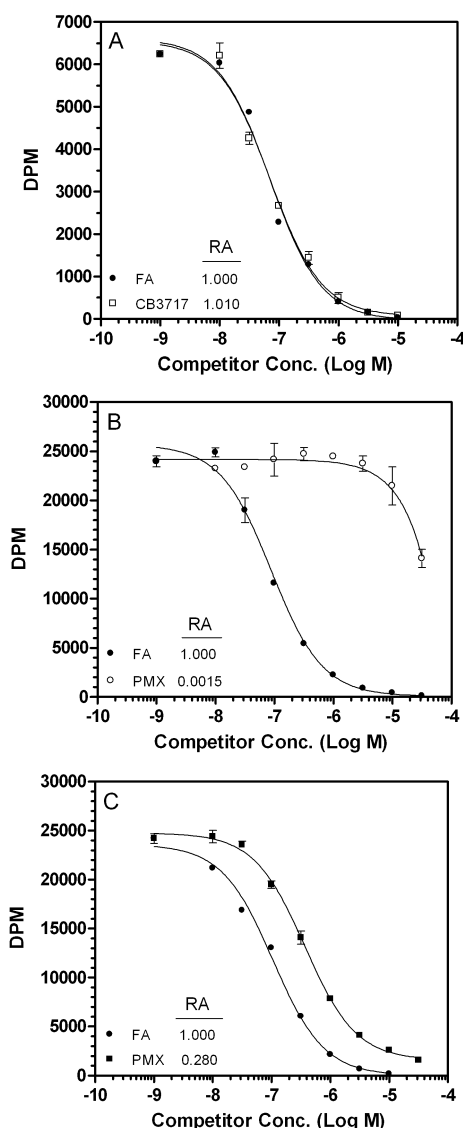 A
7000
6000
5000
4000
3000
2000
1000
0
DPM
RA
FA 1.000
CB3717 1.010
-10 -9 -8 -7 -6 -5 -4
Competitor Conc. (Log M)
B
30000
25000
20000
15000
10000
5000
0
DPM
RA
FA 1.000
PMX 0.0015
-10 -9 -8 -7 -6 -5 -4
Competitor Conc. (Log M)
C
30000
25000
20000
15000
10000
5000
0
DPM
RA
FA 1.000
PMX 0.280
-10 -9 -8 -7 -6 -5 -4 -3
Competitor Conc. (Log M)